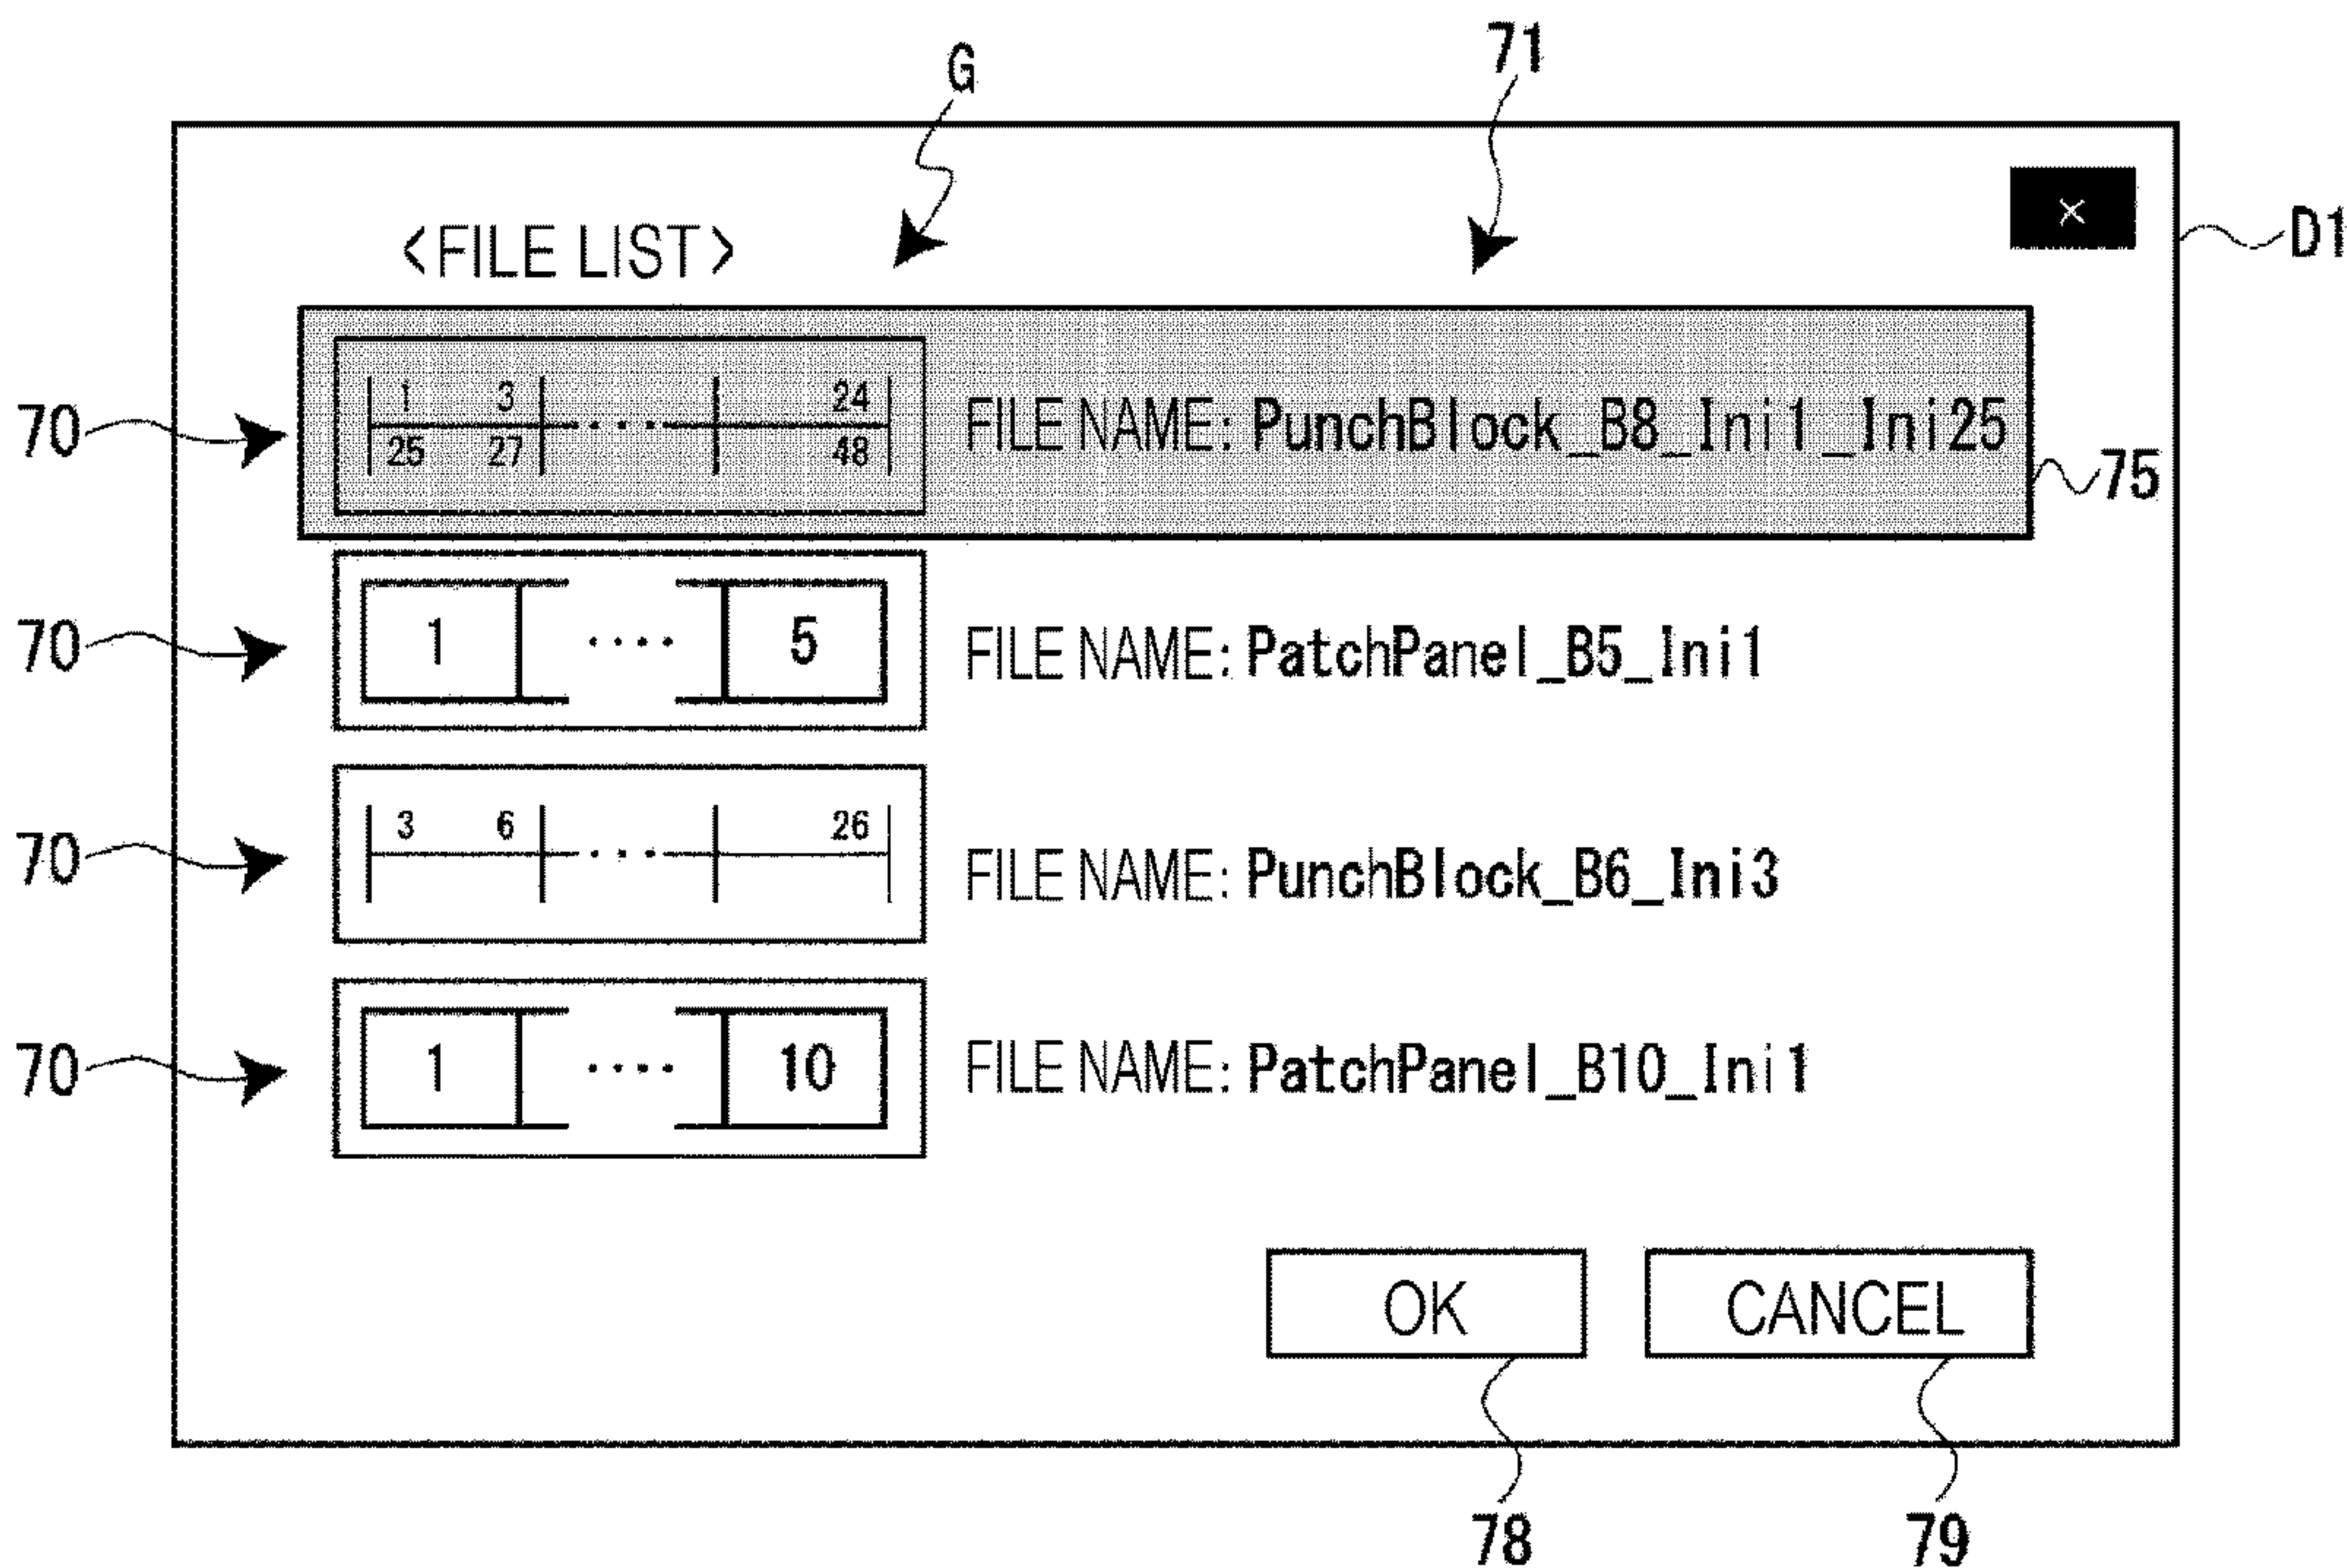 G 71
×
D1
<FILE LIST>
70
1 3 24
25 27 48
FILE NAME: PunchBlock_B8_Ini1_Ini25
75
70
1 ···· 5
FILE NAME: PatchPanel_B5_Ini1
70
3 6 ··· 26
FILE NAME: PunchBlock_B6_Ini3
70
1 ···· 10
FILE NAME: PatchPanel_B10_Ini1
OK CANCEL
78 79